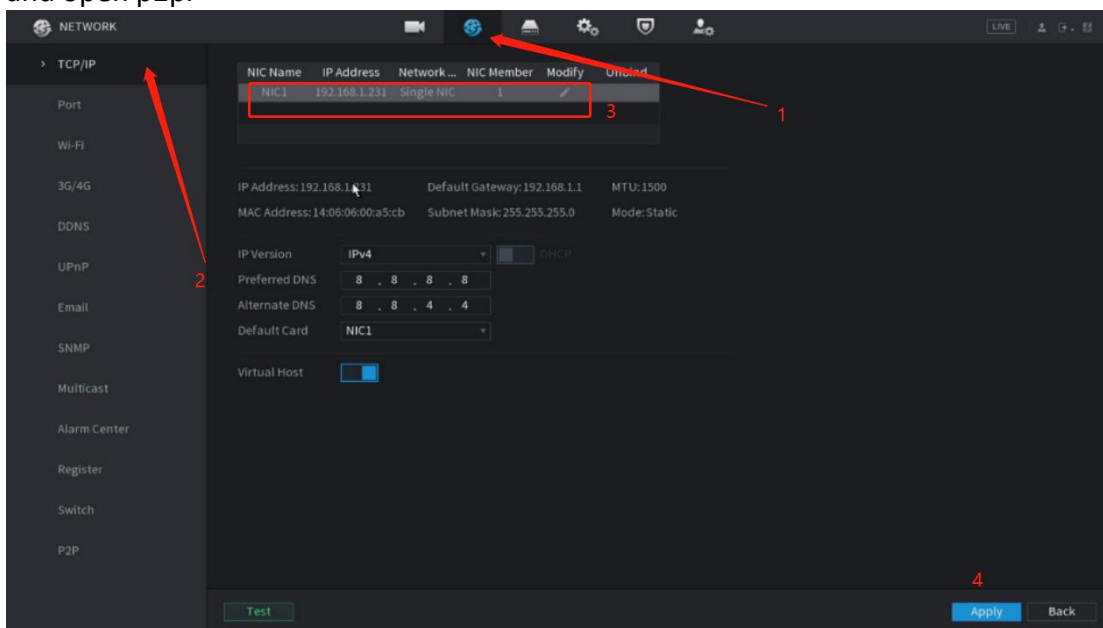 and open p2p.
NETWORK
LIVE
TCP/IP
Port
Wi-Fi
3G/4G
DDNS
UPnP
Email
SNMP
Multicast
Alarm Center
Register
Switch
P2P
NIC Name IP Address Network ... NIC Member Modify Unbind
NIC1 192.168.1.231 Single NIC 1
3
1
2
IP Address:192.168.1.231 Default Gateway:192.168.1.1 MTU:1500
MAC Address:14:06:06:00:a5:cb Subnet Mask:255.255.255.0 Mode:Static
IP Version IPv4 DHCP
Preferred DNS 8 . 8 . 8 . 8
Alternate DNS 8 . 8 . 4 . 4
Default Card NIC1
Virtual Host
4
Test Apply Back